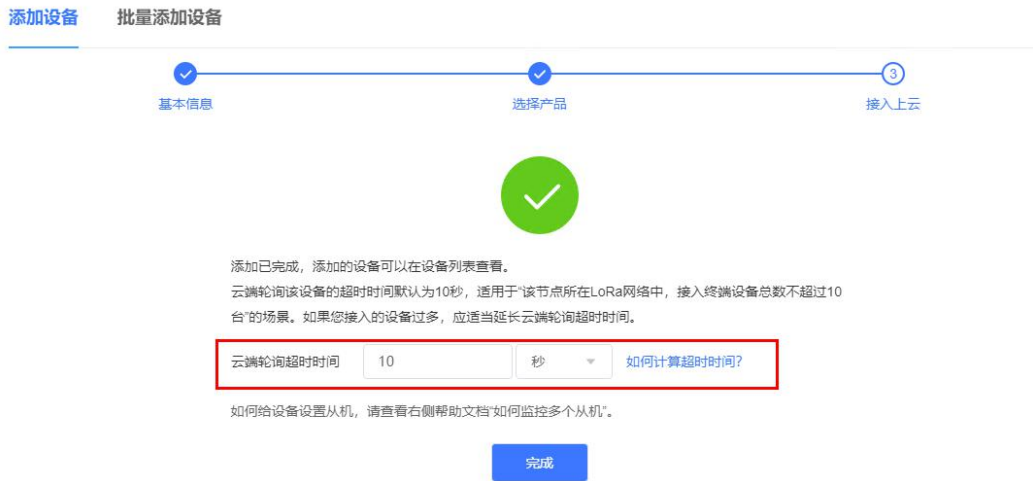 添加设备 批量添加设备
3
基本信息 选择产品 接入上云
添加已完成，添加的设备可以在设备列表查看。
云端轮询该设备的超时时间默认为10秒，适用于“该节点所在LoRa网络中，接入终端设备总数不超过10
台”的场景。如果您接入的设备过多，应适当延长云端轮询超时时间。
云端轮询超时时间 10 秒 如何计算超时时间?
如何给设备设置从机，请查看右侧帮助文档“如何监控多个从机”。
完成